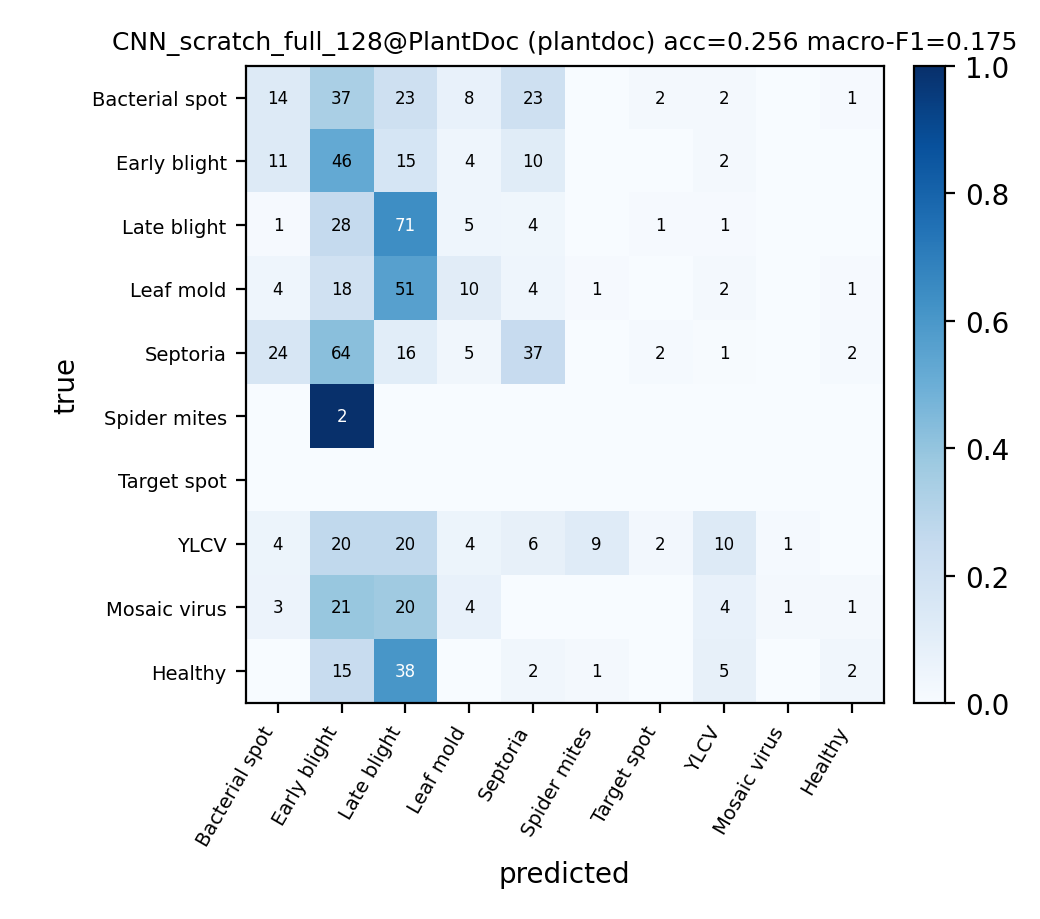 CNN_scratch_full_128@PlantDoc (plantdoc) acc=0.256 macro-F1=0.175
Bacterial spot 14 37 23 8 23 2 2 1
Early blight 11 46 15 4 10 2
Late blight 1 28 71 5 4 1 1
Leaf mold 4 18 51 10 4 1 2 1
Septoria 24 64 16 5 37 2 1 2
Spider mites 2
Target spot
YLCV 4 20 20 4 6 9 2 10 1
Mosaic virus 3 21 20 4 4 1 1
Healthy 15 38 2 1 5 2
true
Bacterial spot
Early blight
Late blight
Leaf mold
Septoria
Spider mites
Target spot
YLCV
Mosaic virus
Healthy
predicted
1.0
0.8
0.6
0.4
0.2
0.0